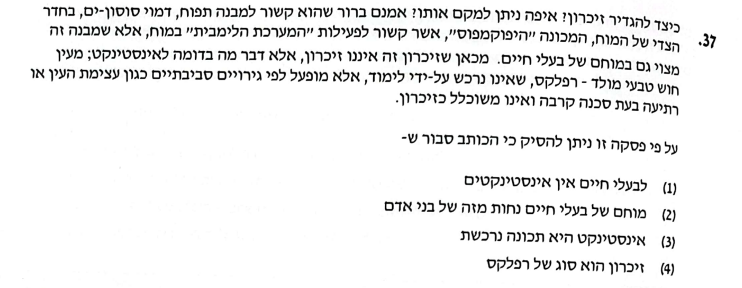 37. כיצד להגדיר זיכרון? איפה ניתן למקם אותו? אמנם ברור שהוא קשור למבנה תפוח, דמוי סוסון-ים, בחדר
הצדי של המוח, המכונה ״היפוקמפוס״, אשר קשור לפעילות ״המערכת הלימבית״ במוח, אלא שמבנה זה
מצוי גם במוחם של בעלי חיים. מכאן שזיכרון זה איננו זיכרון, אלא דבר מה בדומה לאינסטינקט; מעין
חוש טבעי מולד - רפלקס, שאינו נרכש על-ידי לימוד, אלא מופעל לפי גירויים סביבתיים כגון עצימת העין או
רתיעה בעת סכנה קרבה ואינו משוכלל כזיכרון.
על פי פסקה זו ניתן להסיק כי הכותב סבור ש-
(1) לבעלי חיים אין אינסטינקטים
(2) מוחם של בעלי חיים נחות מזה של בני אדם
(3) אינסטינקט היא תכונה נרכשת
(4) זיכרון הוא סוג של רפלקס